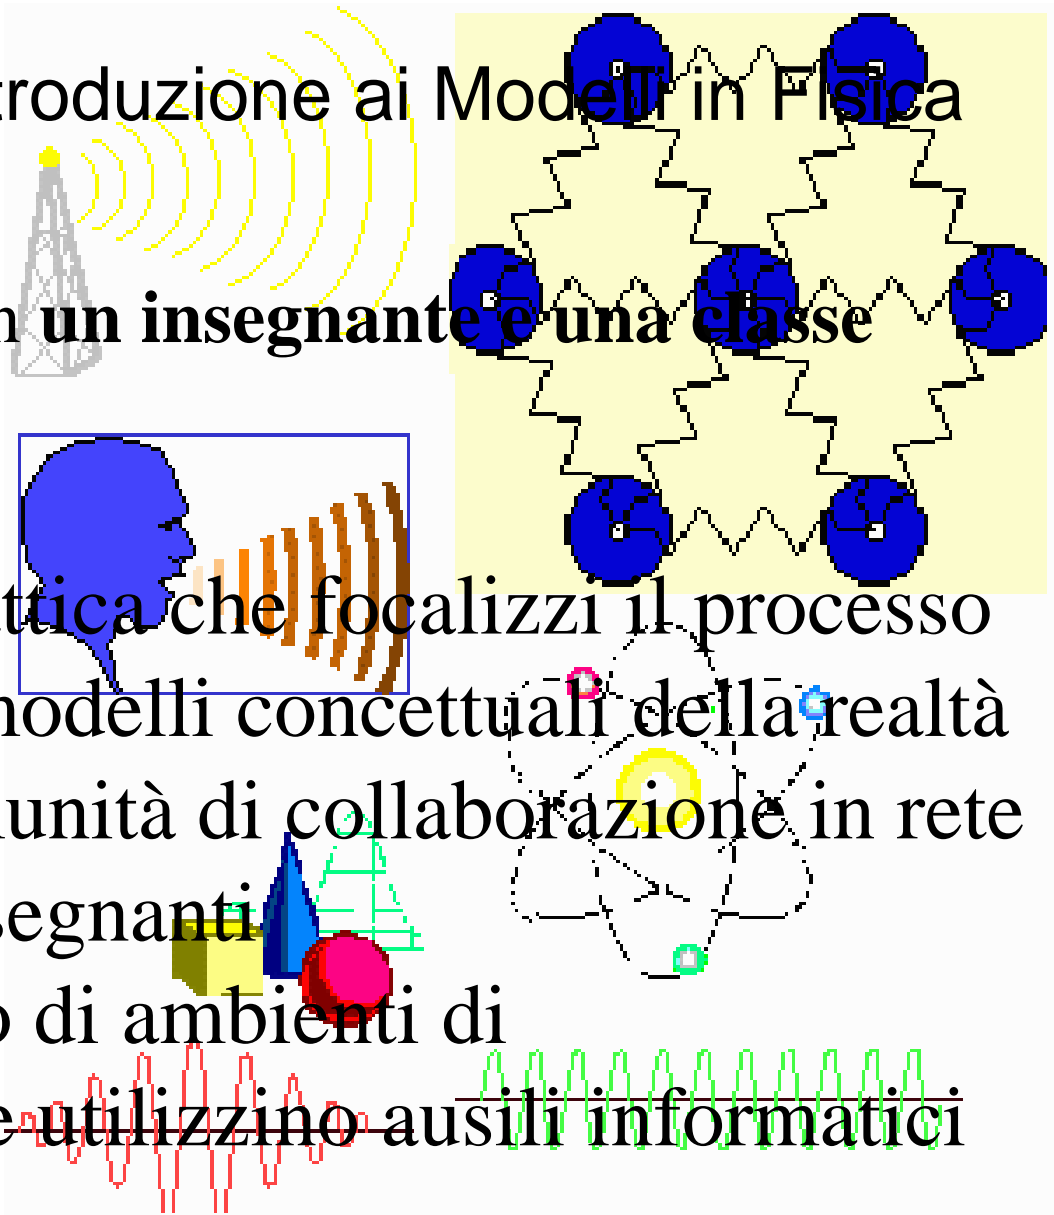 troduzione ai Modelli in Fisica
n un insegnante e una classe
ttica che focalizzi il processo
nodelli concettuali della realtà
unità di collaborazione in rete
segnanti
o di ambienti di
e utilizzino ausili informatici